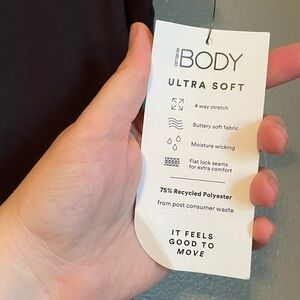 BODY
ULTRA SOFT
4 way stretch
Buttery soft fabric
Moisture wicking
Flat lock seams
for extra comfort
75% Recycled Polyester
from post consumer waste
IT FEELS
GOOD TO
MOVE